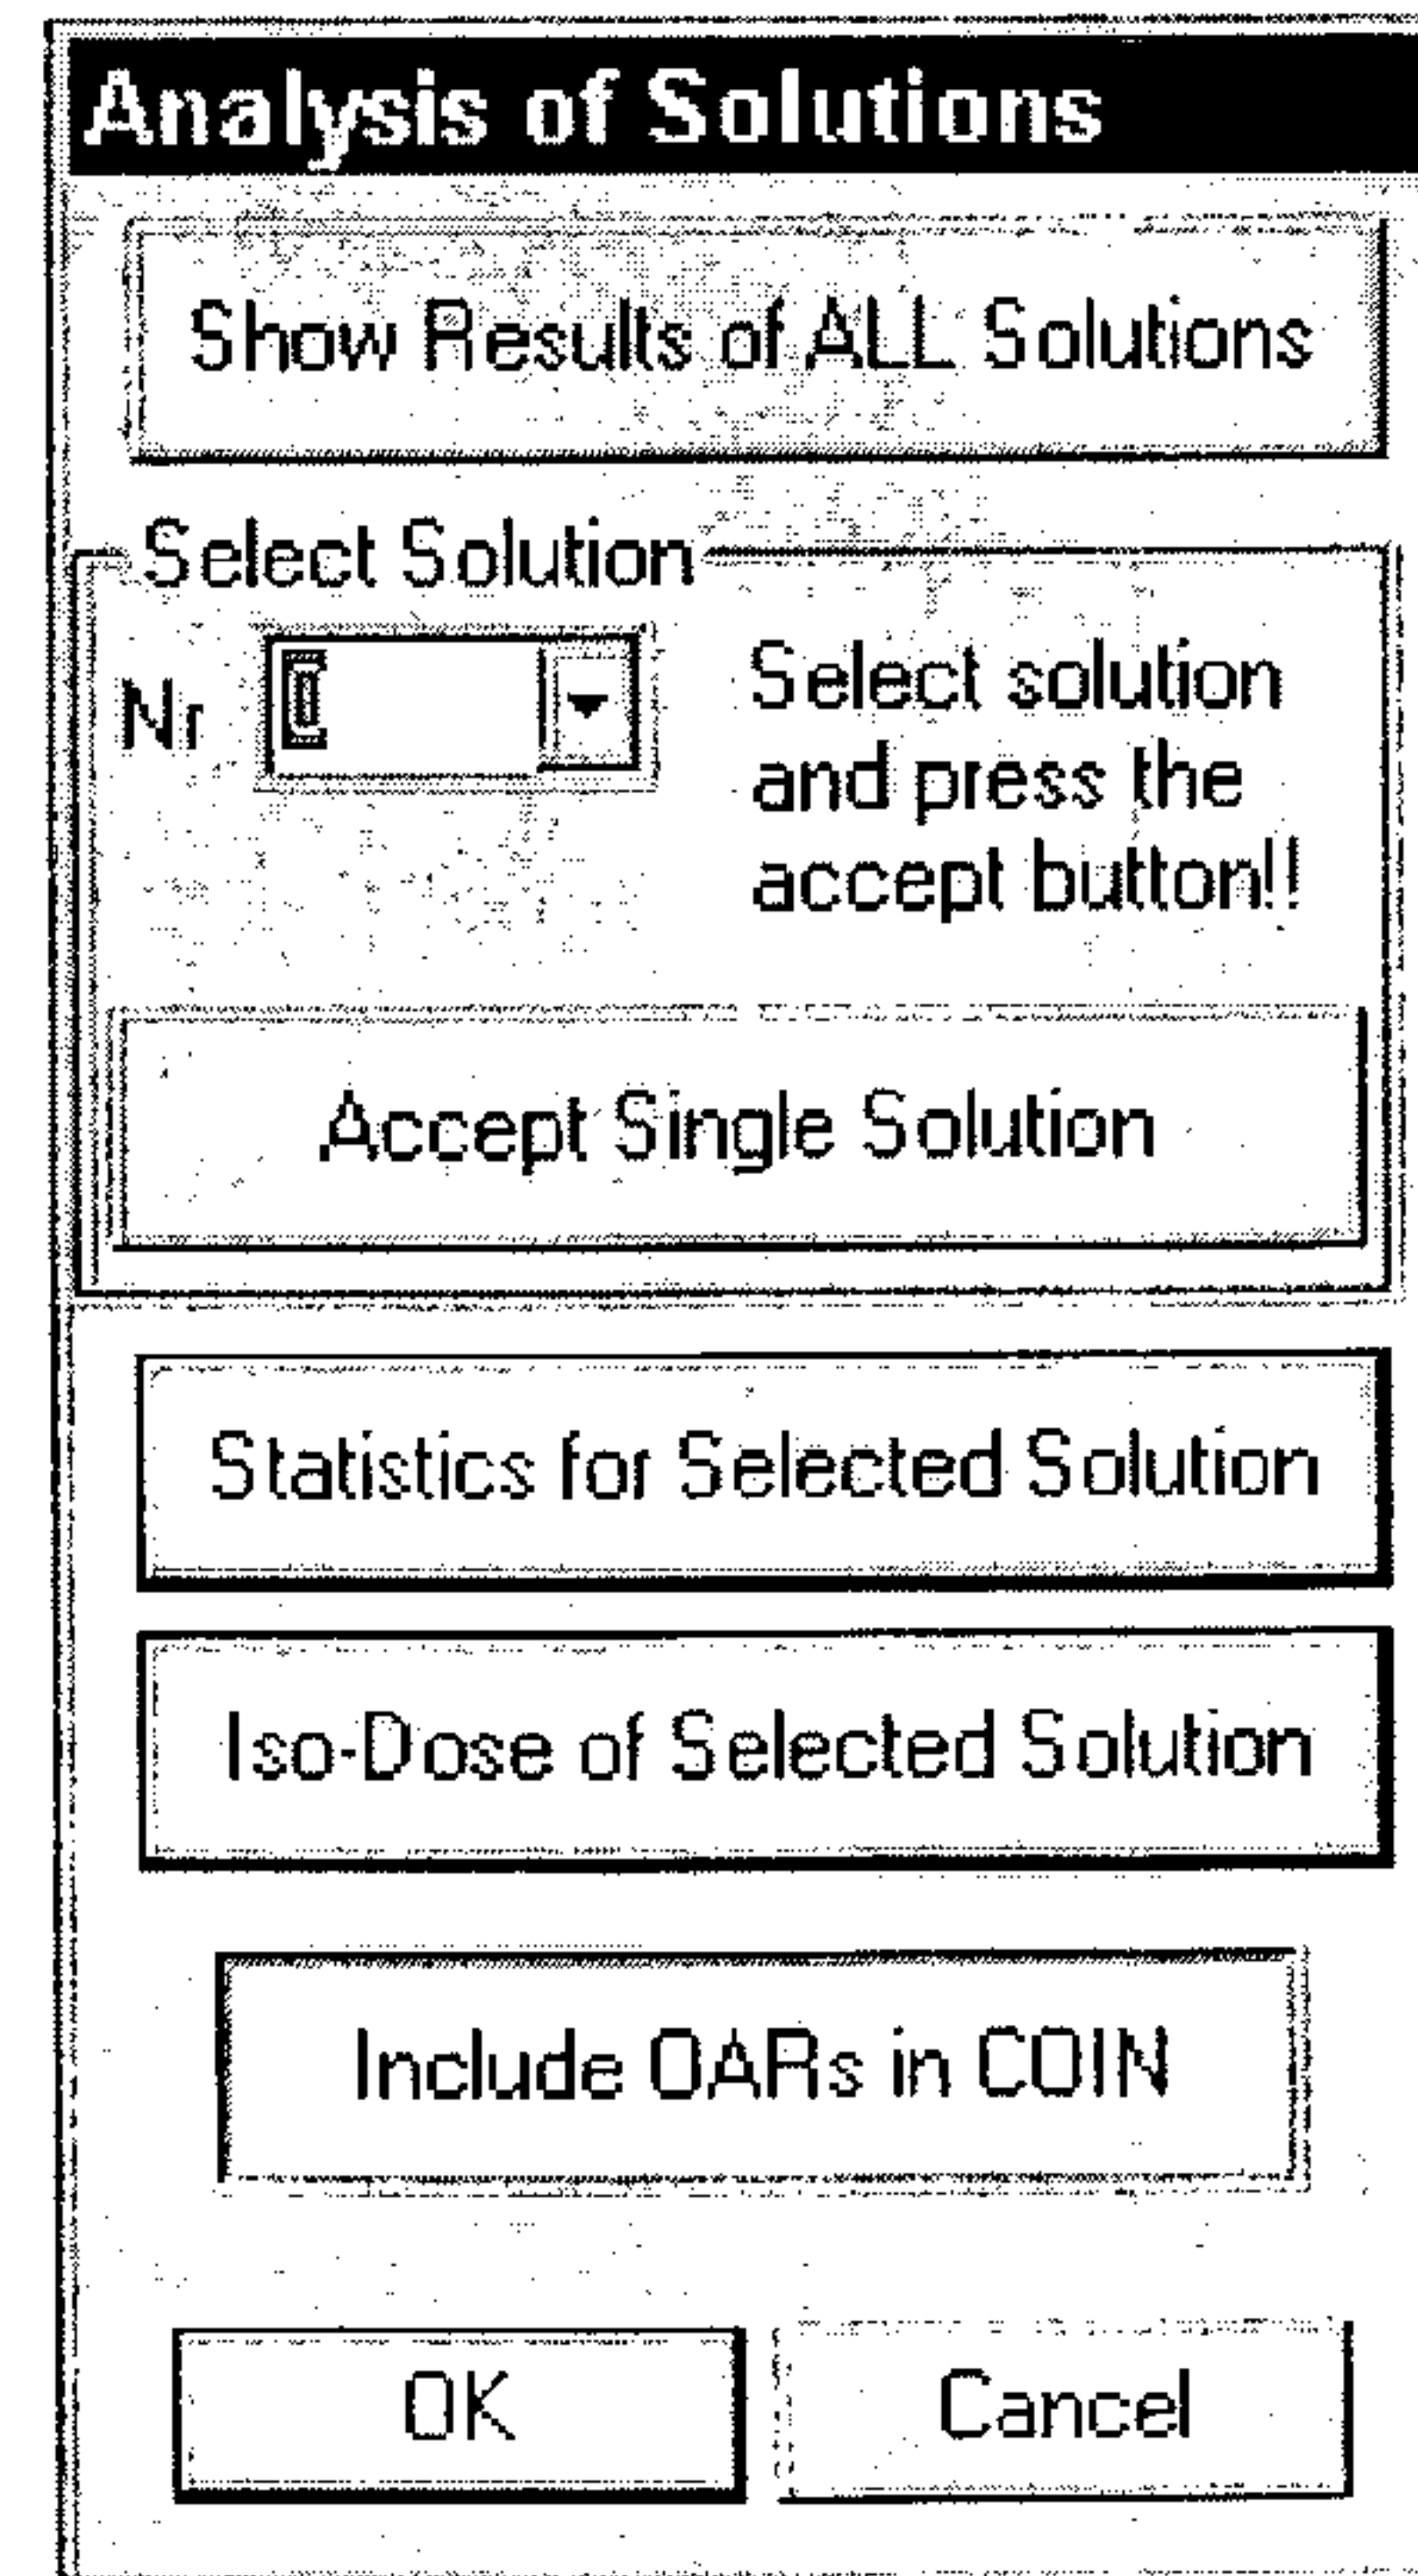 Analysis of Solutions
Show Results of ALL Solutions
Select Solution
Nr
0
Select solution
and press the
accept button!!
Accept Single Solution
Statistics for Selected Solution
Iso-Dose of Selected Solution
Include OARs in COIN
OK
Cancel